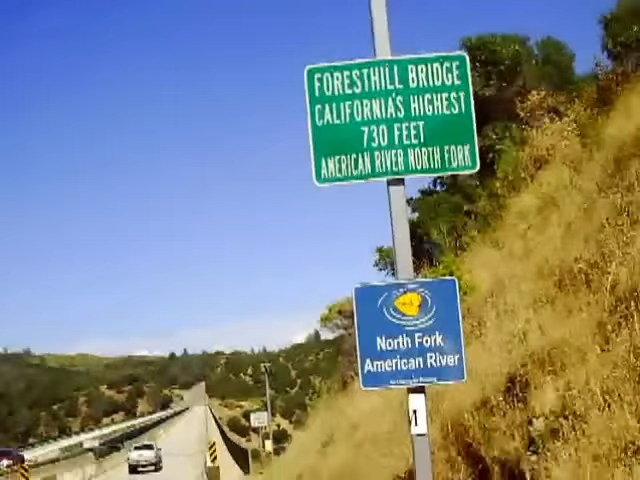 FORESTHILL BRIDGE
CALIFORNIA'S HIGHEST
730 FEET
AMERICAN RIVER NORTH FORK
North Fork
American River
M